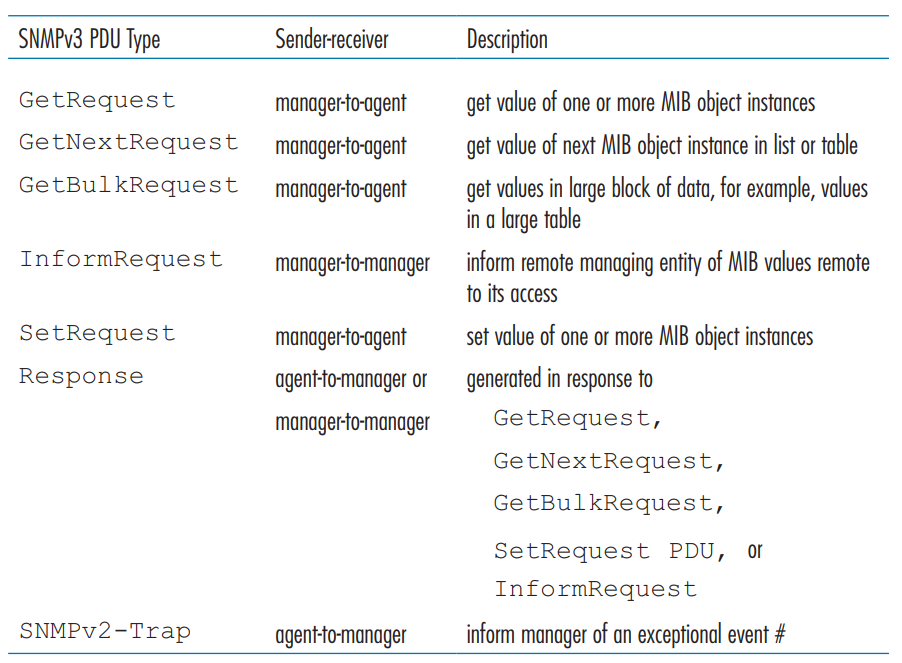 SNMPv3 PDU Type Sender-receiver Description
GetRequest manager-to-agent get value of one or more MIB object instances
GetNextRequest manager-to-agent get value of next MIB object instance in list or table
GetBulkRequest manager-to-agent get values in large block of data, for example, values
in a large table
InformRequest manager-to-manager inform remote managing entity of MIB values remote
to its access
SetRequest manager-to-agent set value of one or more MIB object instances
Response agent-to-manager or generated in response to
manager-to-manager GetRequest,
GetNextRequest,
GetBulkRequest,
SetRequest PDU, or
InformRequest
SNMPv2-Trap agent-to-manager inform manager of an exceptional event #